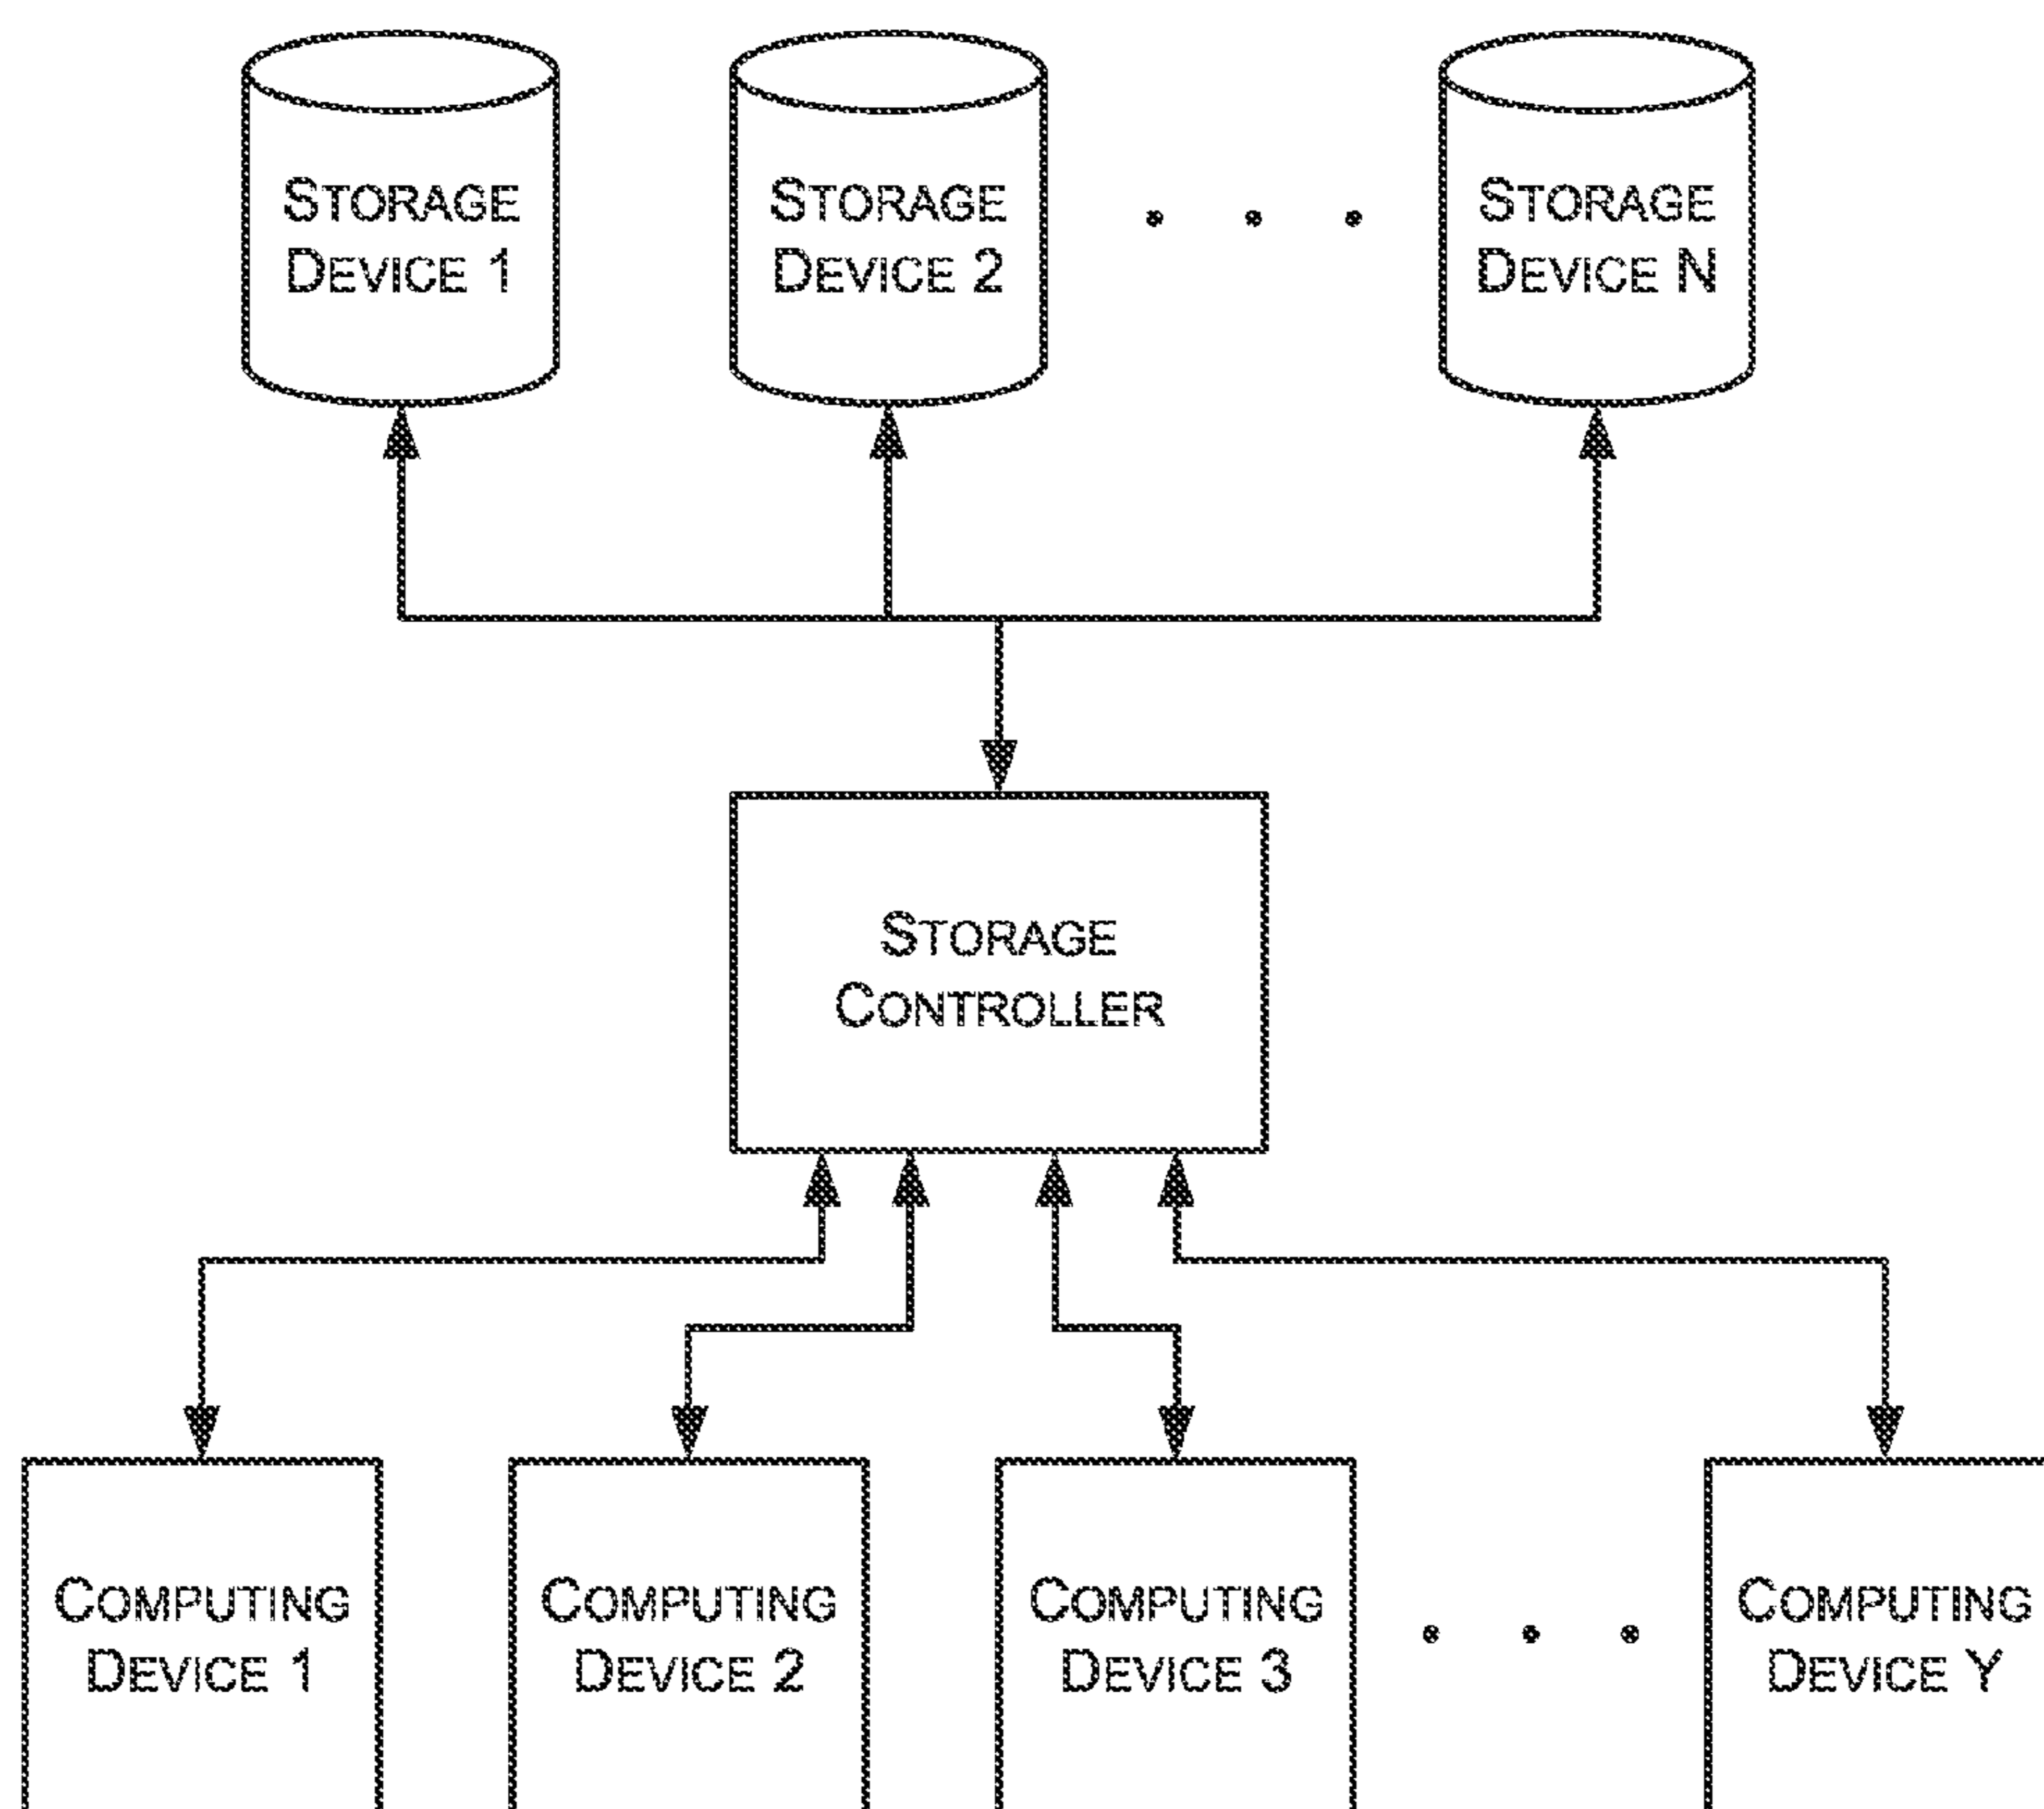 STORAGE
DEVICE 1
STORAGE
DEVICE 2
STORAGE
DEVICE N
STORAGE
CONTROLLER
COMPUTING
DEVICE 1
COMPUTING
DEVICE 2
COMPUTING
DEVICE 3
COMPUTING
DEVICE Y